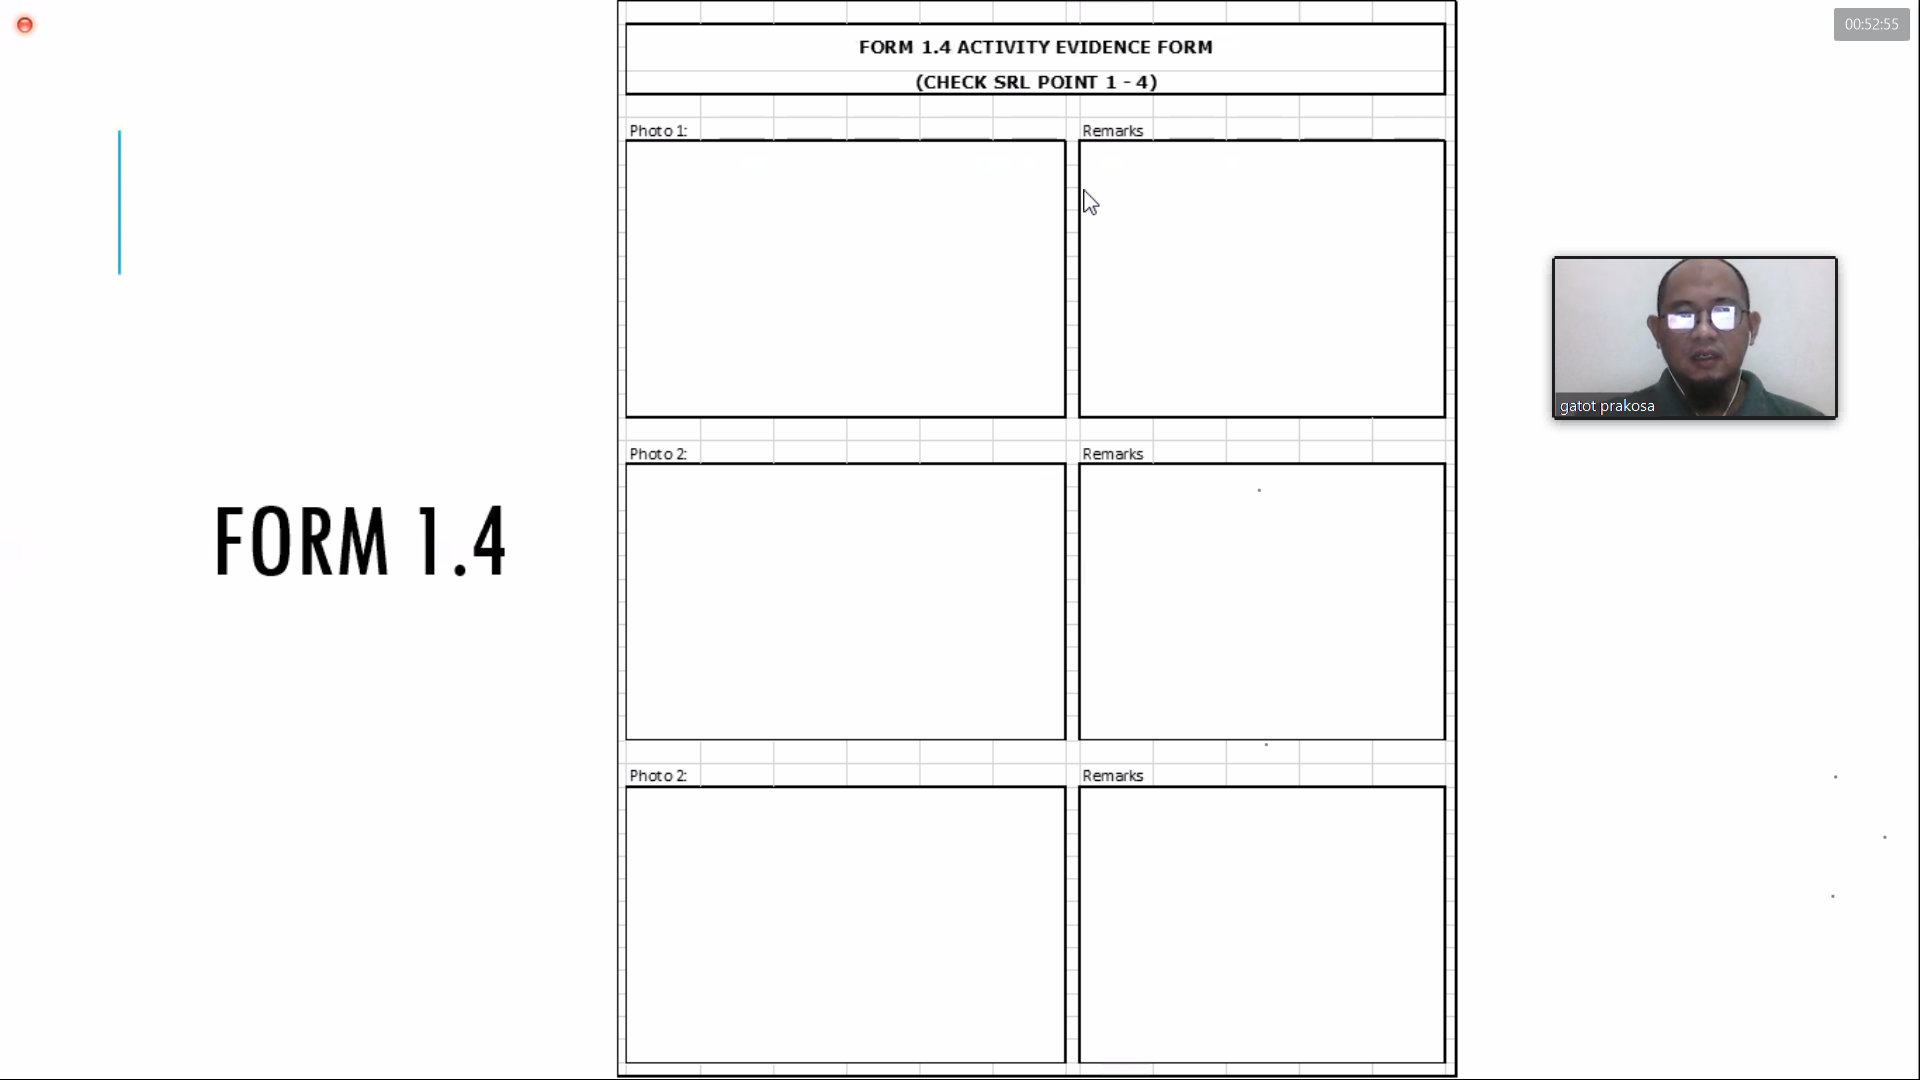 00:52:55
FORM 1.4 ACTIVITY EVIDENCE FORM
(CHECK SRL POINT 1 - 4)
Photo 1:
Remarks
gatot prakosa
Photo 2:
Remarks
FORM 1.4
Photo 2:
Remarks